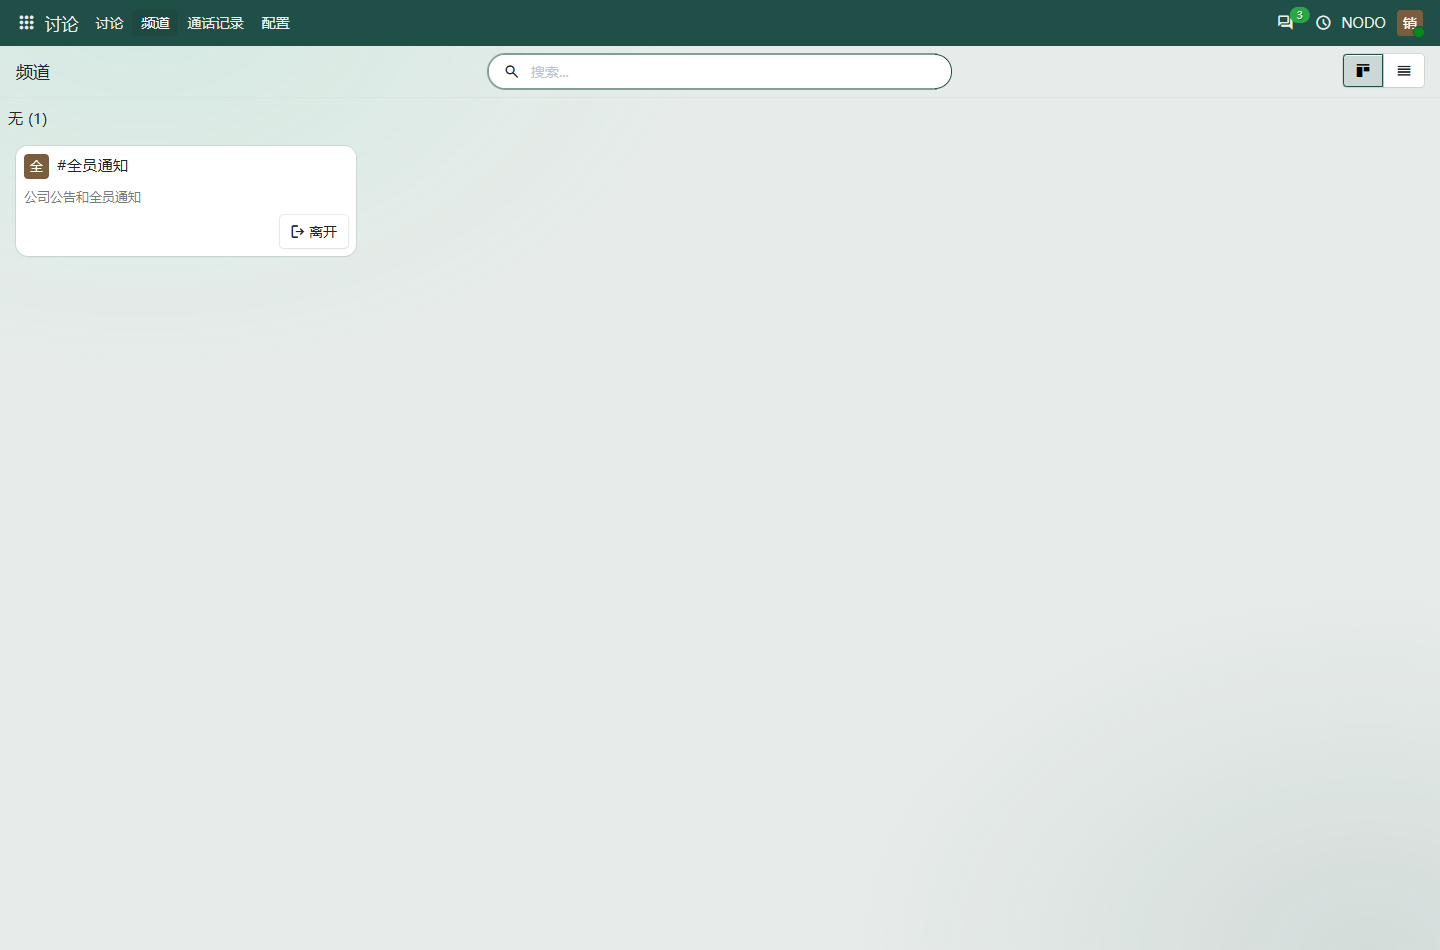 讨论 讨论 频道 通话记录 配置 3 NODO 销
频道 搜索...
无 (1)
全 #全员通知
公司公告和全员通知
离开